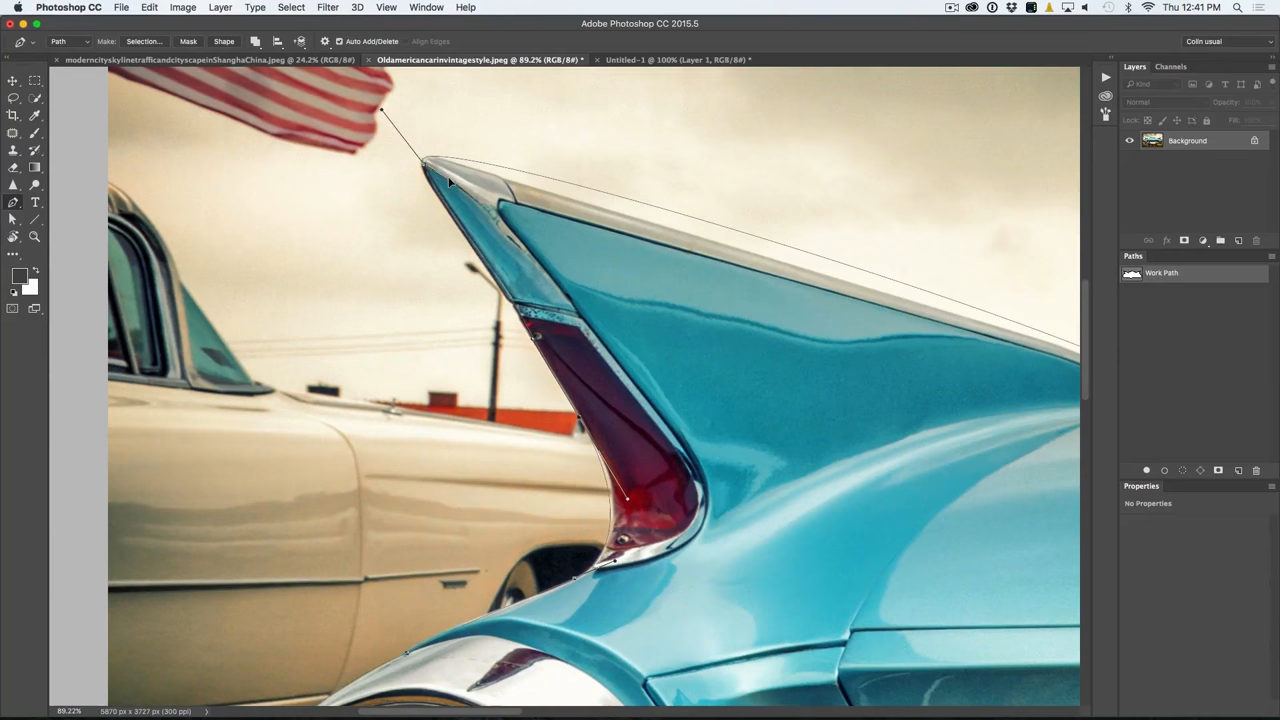 Photoshop CC File Edit Image Layer Type Select Filter 3D View Window Help Thu 12:41 PM
Adobe Photoshop CC 2015.5
Path Make: Selection... Mask Shape Auto Add/Delete Align Edges Colin usual
moderncityskylinetrafficandcityscapeinShanghaiChina.jpeg @ 24.2% (RGB/8#) Oldamericancarinvintagestyle.jpeg @ 89.2% (RGB/8#) * Untitled-1 @ 100% (Layer 1, RGB/8#) *
Layers Channels
Kind
Normal Opacity: 100%
Lock: Fill: 100%
Background
Paths
Work Path
Properties
No Properties
89.22% 5870 px x 3727 px (300 ppi)